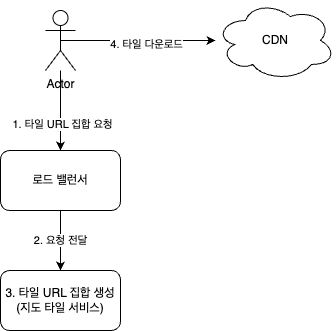 CDN
4. 타일 다운로드
Actor
1. 타일 URL 집합 요청
로드 밸런서
2. 요청 전달
3. 타일 URL 집합 생성
(지도 타일 서비스)